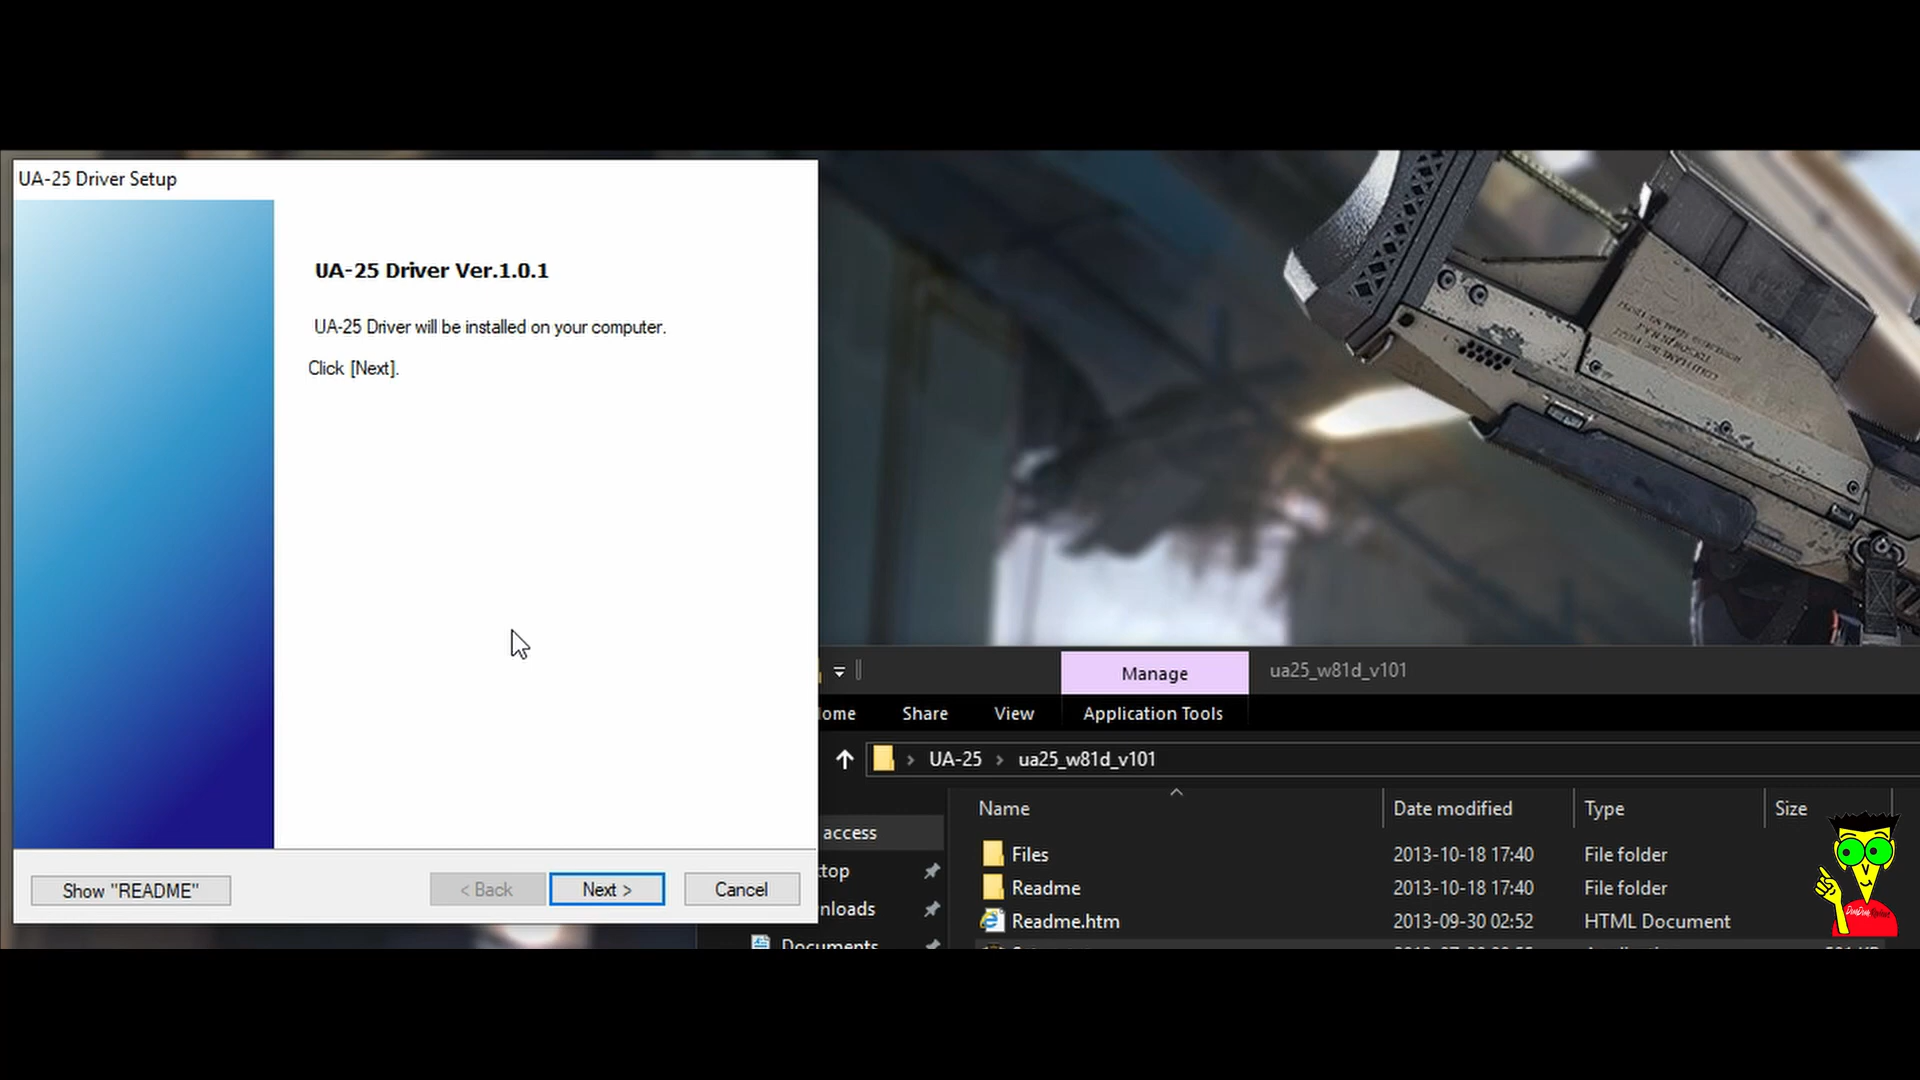 UA-25 Driver Setup
UA-25 Driver Ver.1.0.1
UA-25 Driver will be installed on your computer.
Click [Next].
Show "README"
< Back
Next >
Cancel
Manage
ua25_w81d_v101
Share
View
Application Tools
UA-25
ua25_w81d_v101
Name
Date modified
Type
Size
access
Files
2013-10-18 17:40
File folder
Readme
2013-10-18 17:40
File folder
Readme.htm
2013-09-30 02:52
HTML Document
Documents